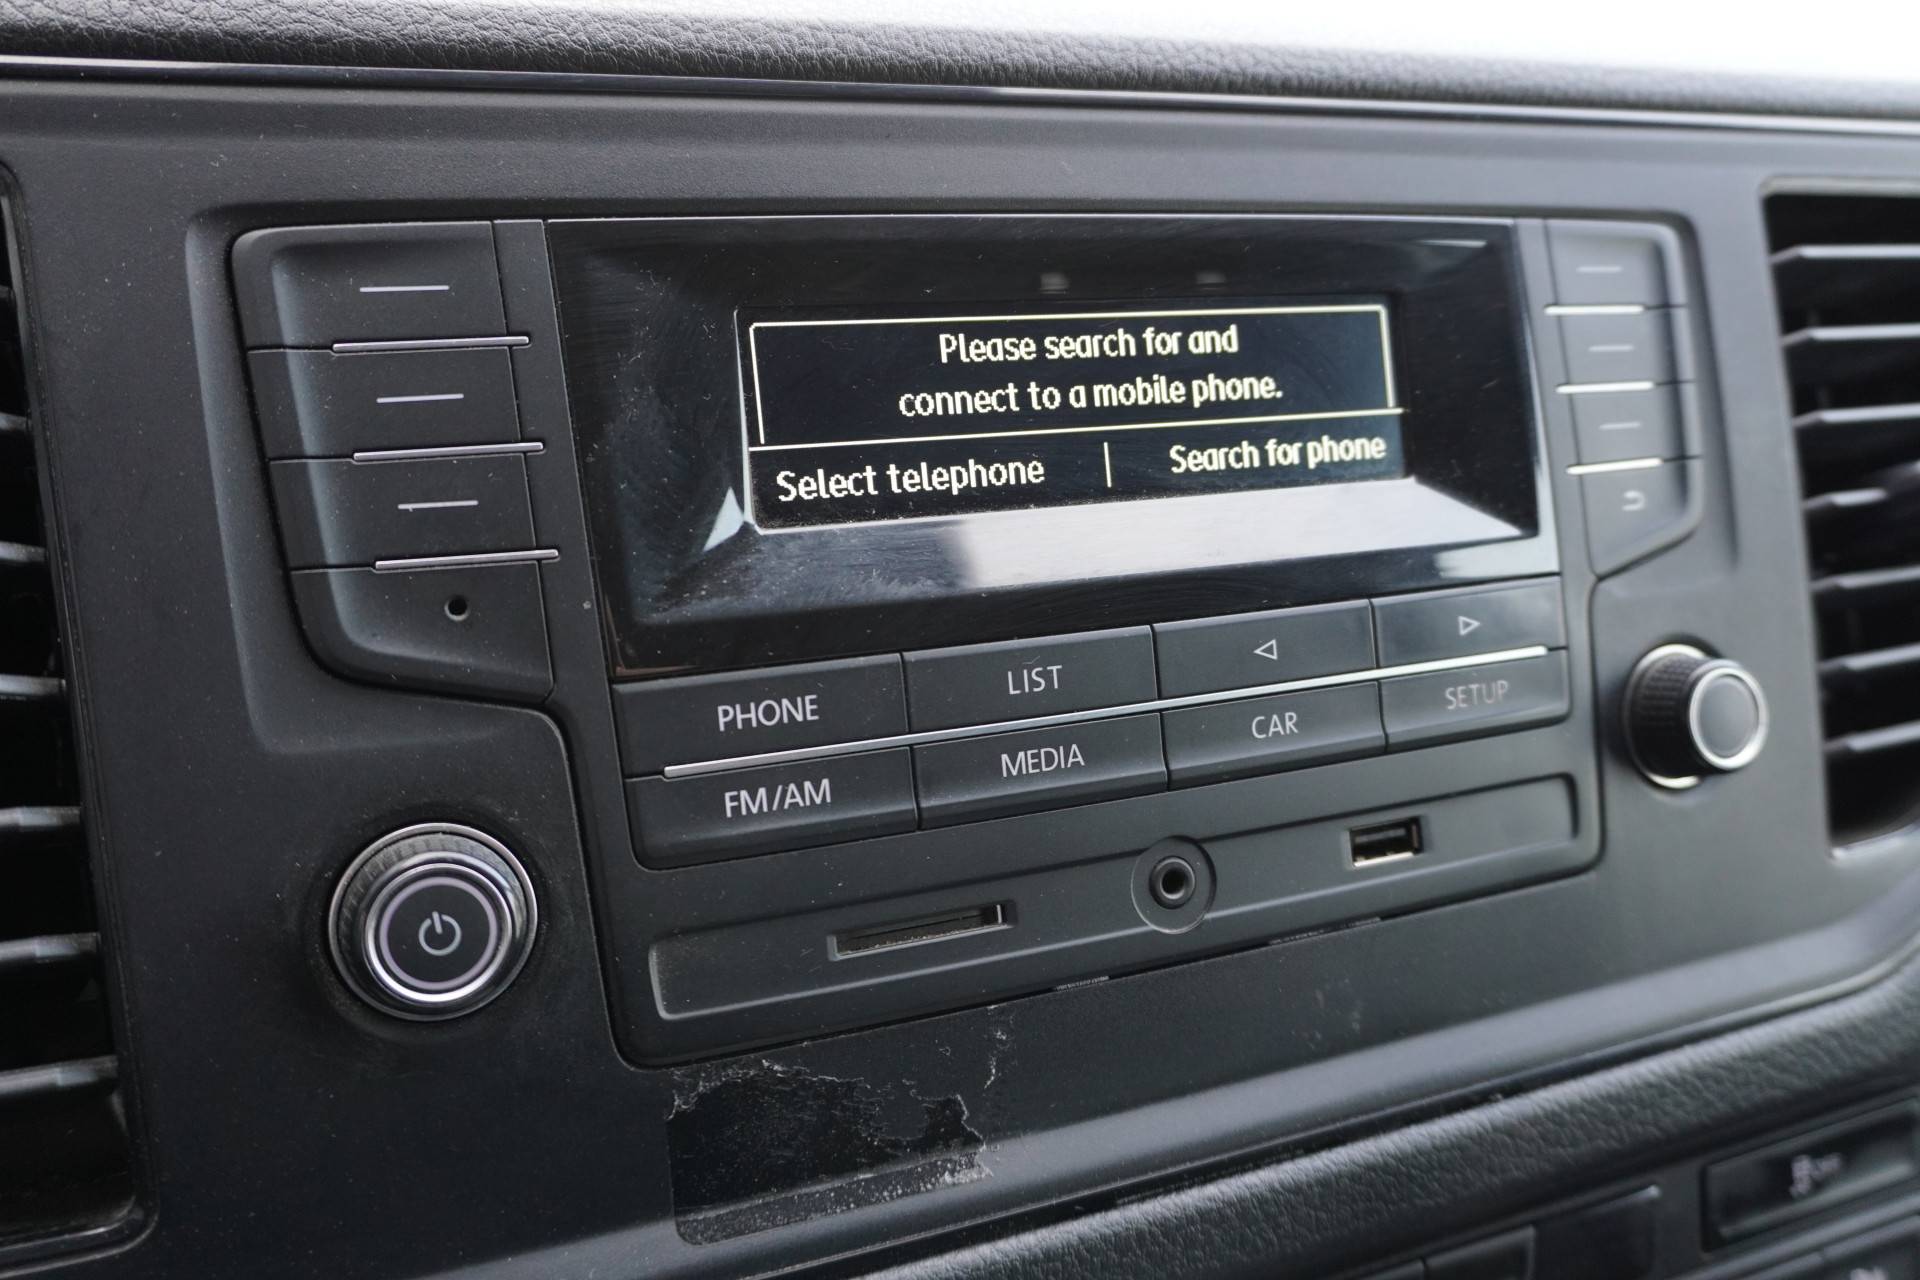 Please search for and
connect to a mobile phone.
Select telephone | Search for phone
PHONE
LIST
FM/AM
MEDIA
CAR
SETUP